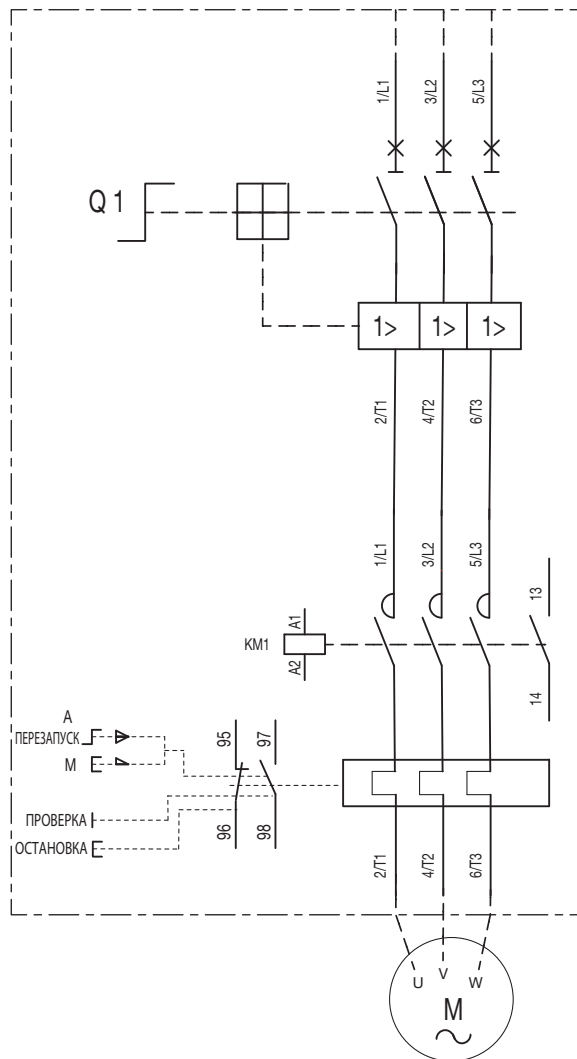 1/L1 3/L2 5/L3
Q1
1> 1> 1>
2/T1 4/T2 6/T3
1/L1 3/L2 5/L3 13
KM1 A1
A2
14
A
ПЕРЕЗАПУСК
M
95 97
ПРОВЕРКА
96 98
ОСТАНОВКА
2/T1 4/T2 6/T3
U V W
M